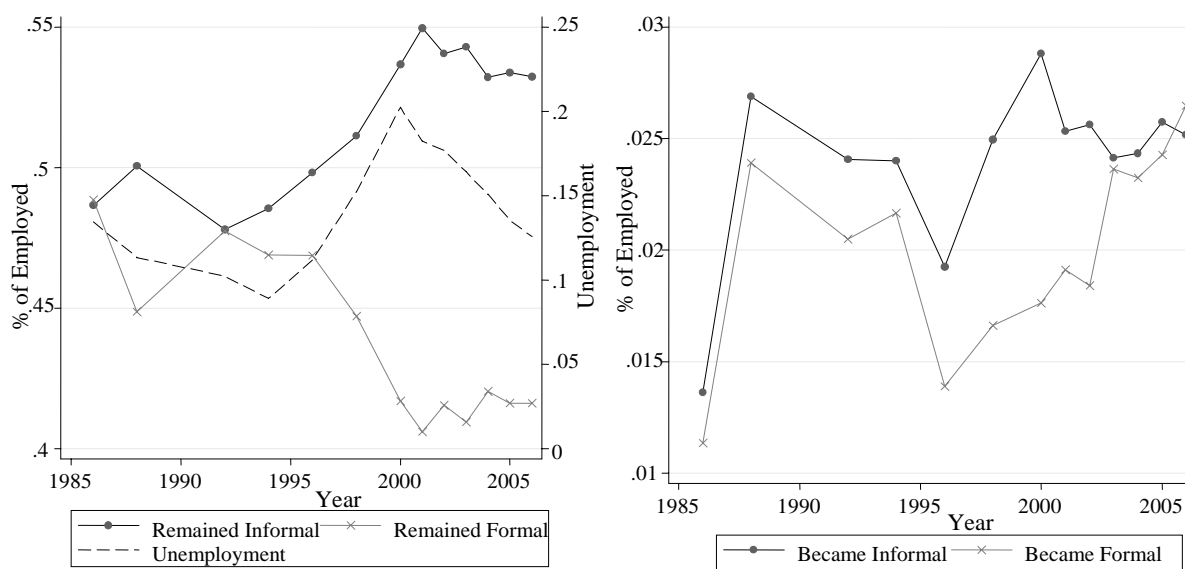 .55
.5
.45
.4
% of Employed
.25
.2
.15
.1
.05
0
Unemployment
1985 1990 1995 2000 2005
Year
Remained Informal Remained Formal
Unemployment
.03
.025
.02
.015
.01
% of Employed
1985 1990 1995 2000 2005
Year
Became Informal Became Formal